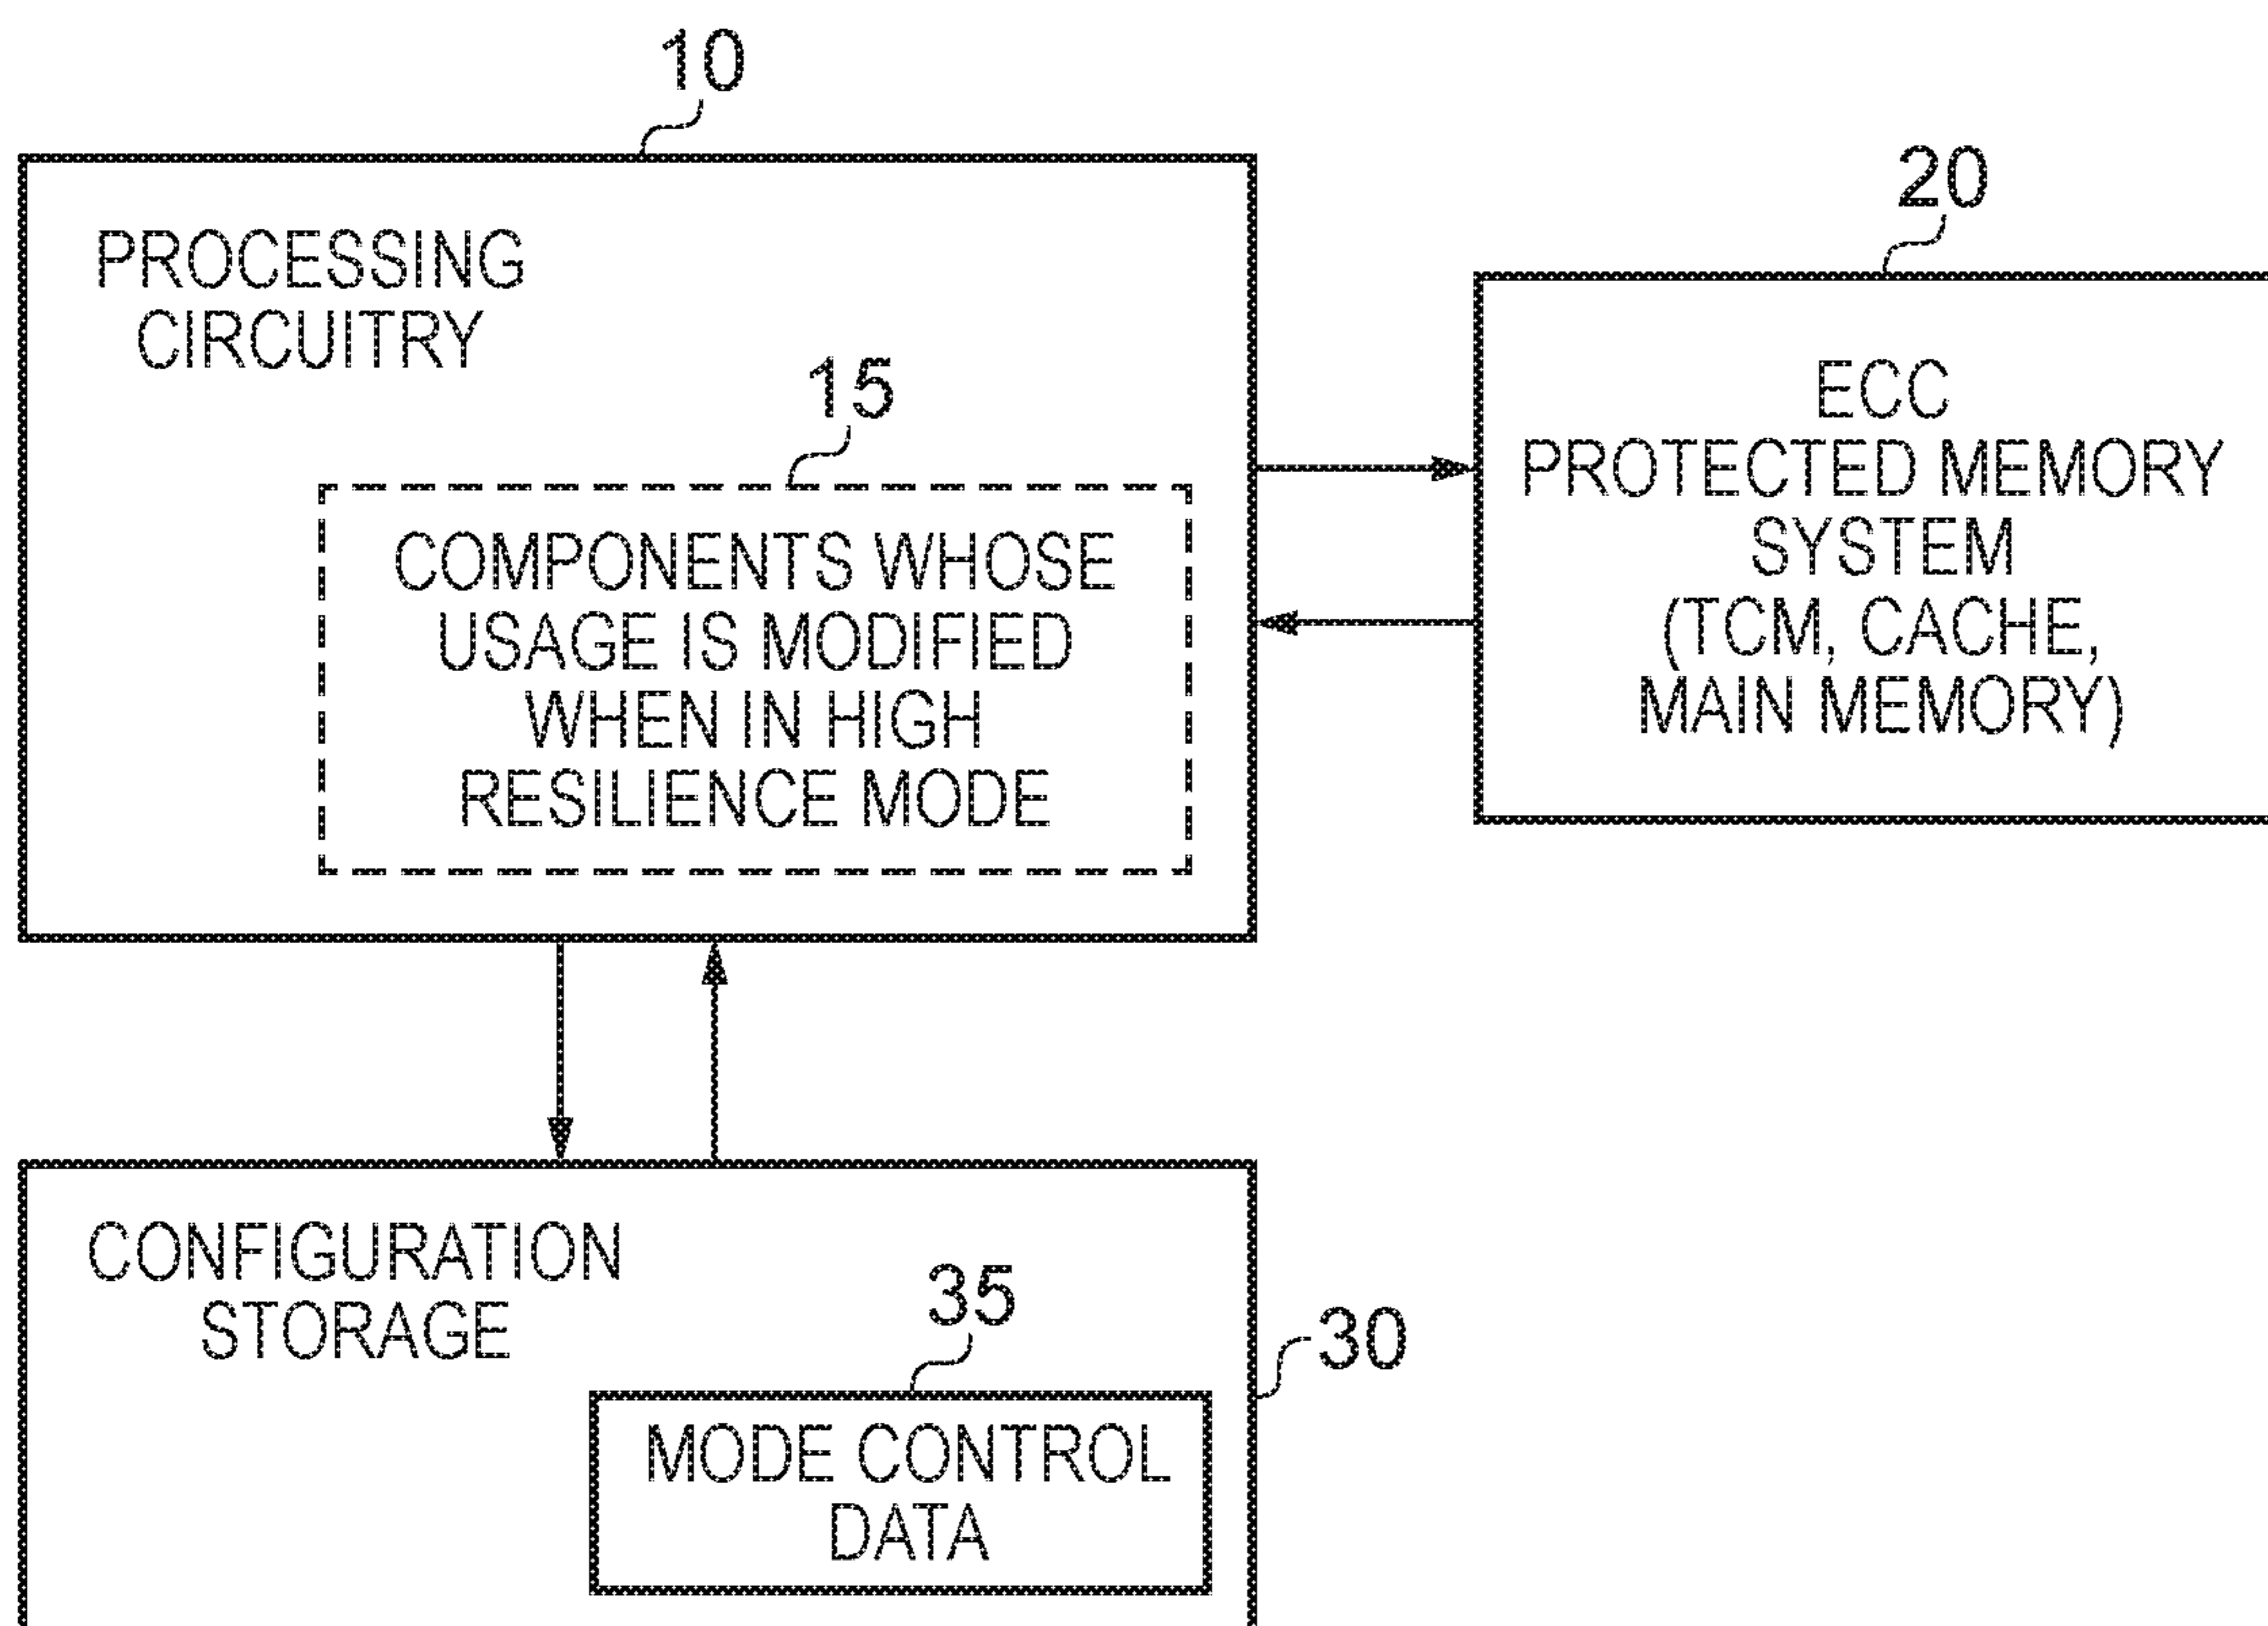 10
PROCESSING
CIRCUITRY
15
COMPONENTS WHOSE
USAGE IS MODIFIED
WHEN IN HIGH
RESILIENCE MODE
20
ECC
PROTECTED MEMORY
SYSTEM
(TCM, CACHE,
MAIN MEMORY)
CONFIGURATION
STORAGE
35
MODE CONTROL
DATA
30